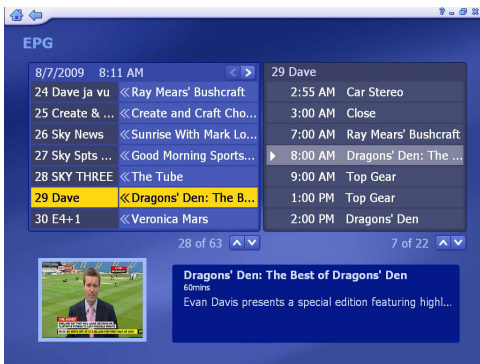 EPG
8/7/2009 8:11 AM
24 Dave ja vu «Ray Mears' Bushcraft
25 Create & ... «Create and Craft Cho...
26 Sky News «Sunrise With Mark Lo...
27 Sky Spts ... «Good Morning Sports...
28 SKY THREE «The Tube
29 Dave «Dragons' Den: The B...
30 E4+1 «Veronica Mars
28 of 63
29 Dave
2:55 AM Car Stereo
3:00 AM Close
7:00 AM Ray Mears' Bushcraft
8:00 AM Dragons' Den: The ...
9:00 AM Top Gear
1:00 PM Top Gear
2:00 PM Dragons' Den
7 of 22
Dragons' Den: The Best of Dragons' Den
60mins
Evan Davis presents a special edition featuring highl...
THE ASHES